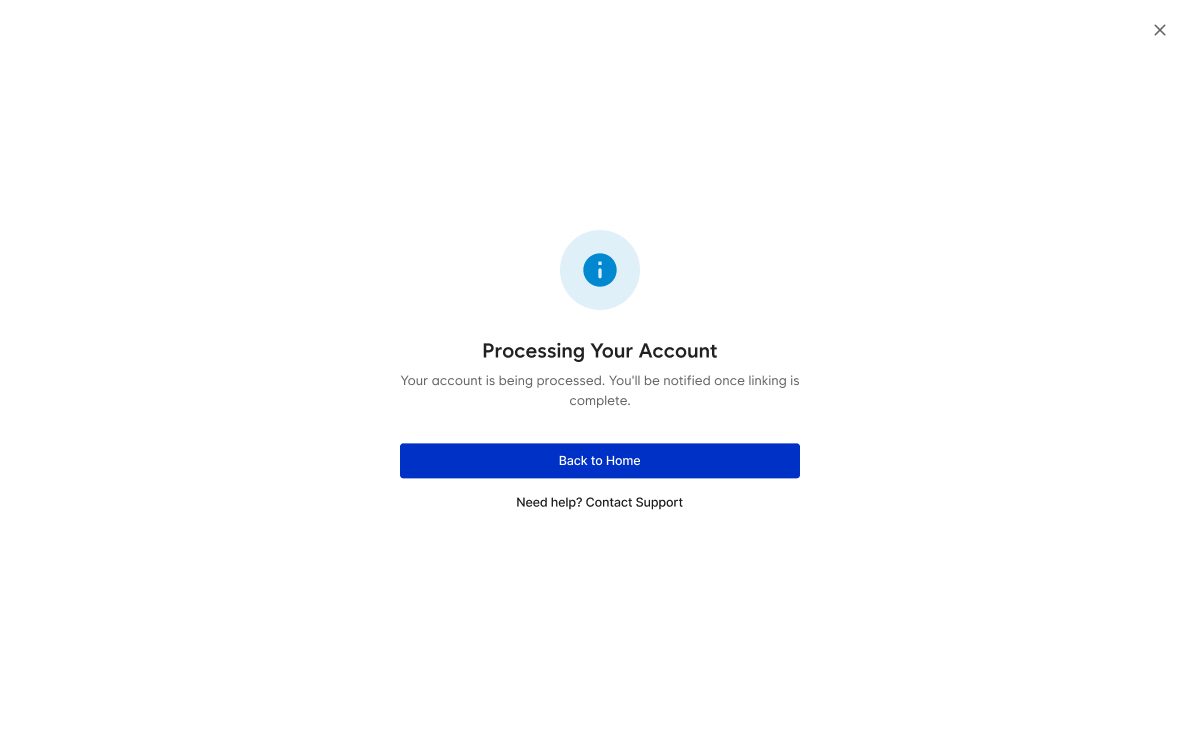 Processing Your Account
Your account is being processed. You'll be notified once linking is
complete.
Back to Home
Need help? Contact Support